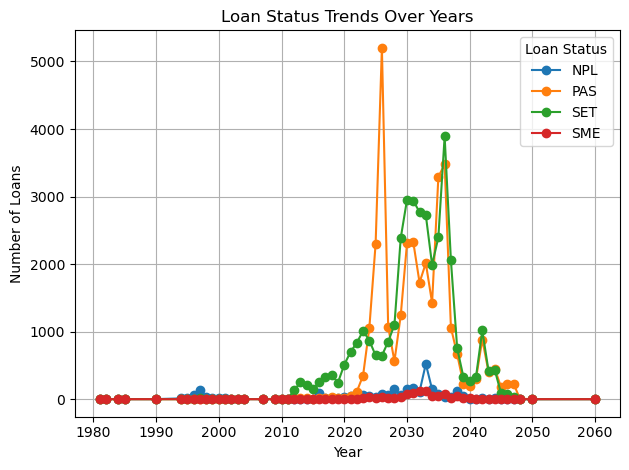 Loan Status Trends Over Years
Loan Status
NPL
PAS
SET
SME
Number of Loans
5000
4000
3000
2000
1000
0
1980 1990 2000 2010 2020 2030 2040 2050 2060
Year